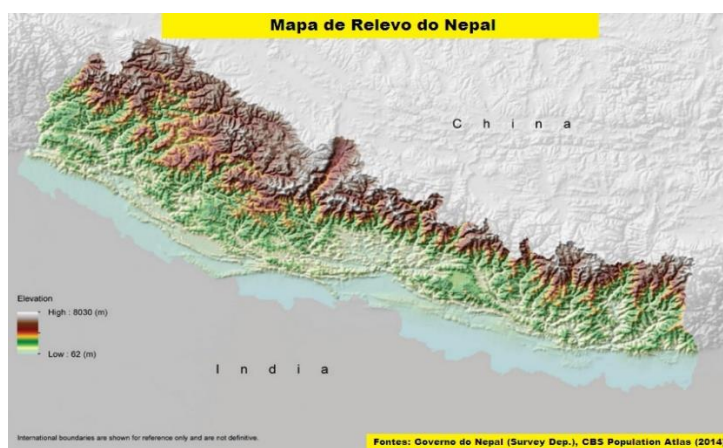 Mapa de Relevo do Nepal
C h i n a
Elevation
High : 8030 (m)
Low : 62 (m)
I n d i a
International boundaries are shown for reference only and are not definitive.
Fontes: Governo do Nepal (Survey Dep.), CBS Population Atlas (2014